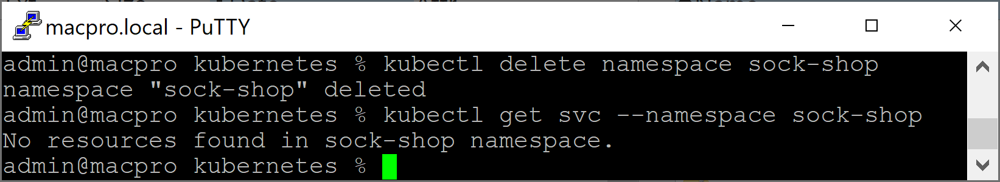 macpro.local - PuTTY
admin@macpro kubernetes % kubectl delete namespace sock-shop
namespace "sock-shop" deleted
admin@macpro kubernetes % kubectl get svc --namespace sock-shop
No resources found in sock-shop namespace.
admin@macpro kubernetes %